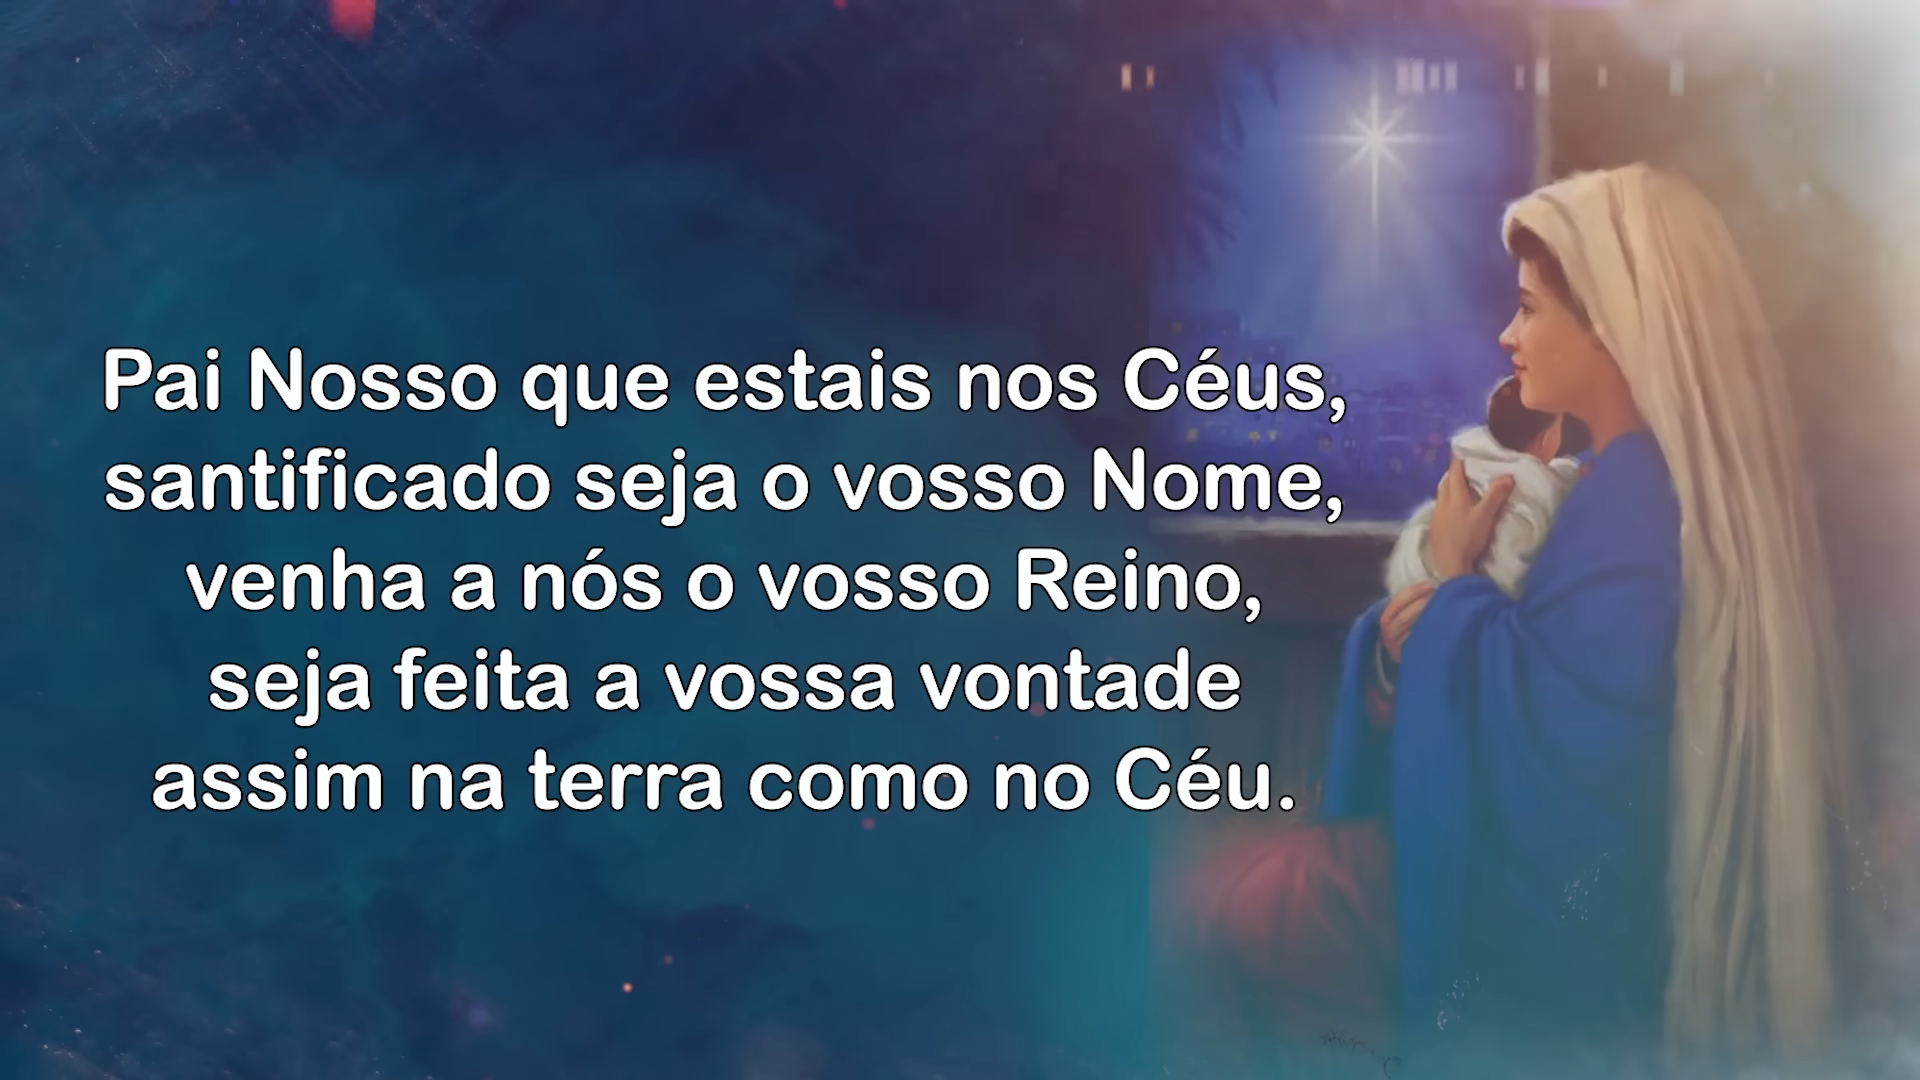 Pai Nosso que estais nos Céus,
santificado seja o vosso Nome,
venha a nós o vosso Reino,
seja feita a vossa vontade
assim na terra como no Céu.